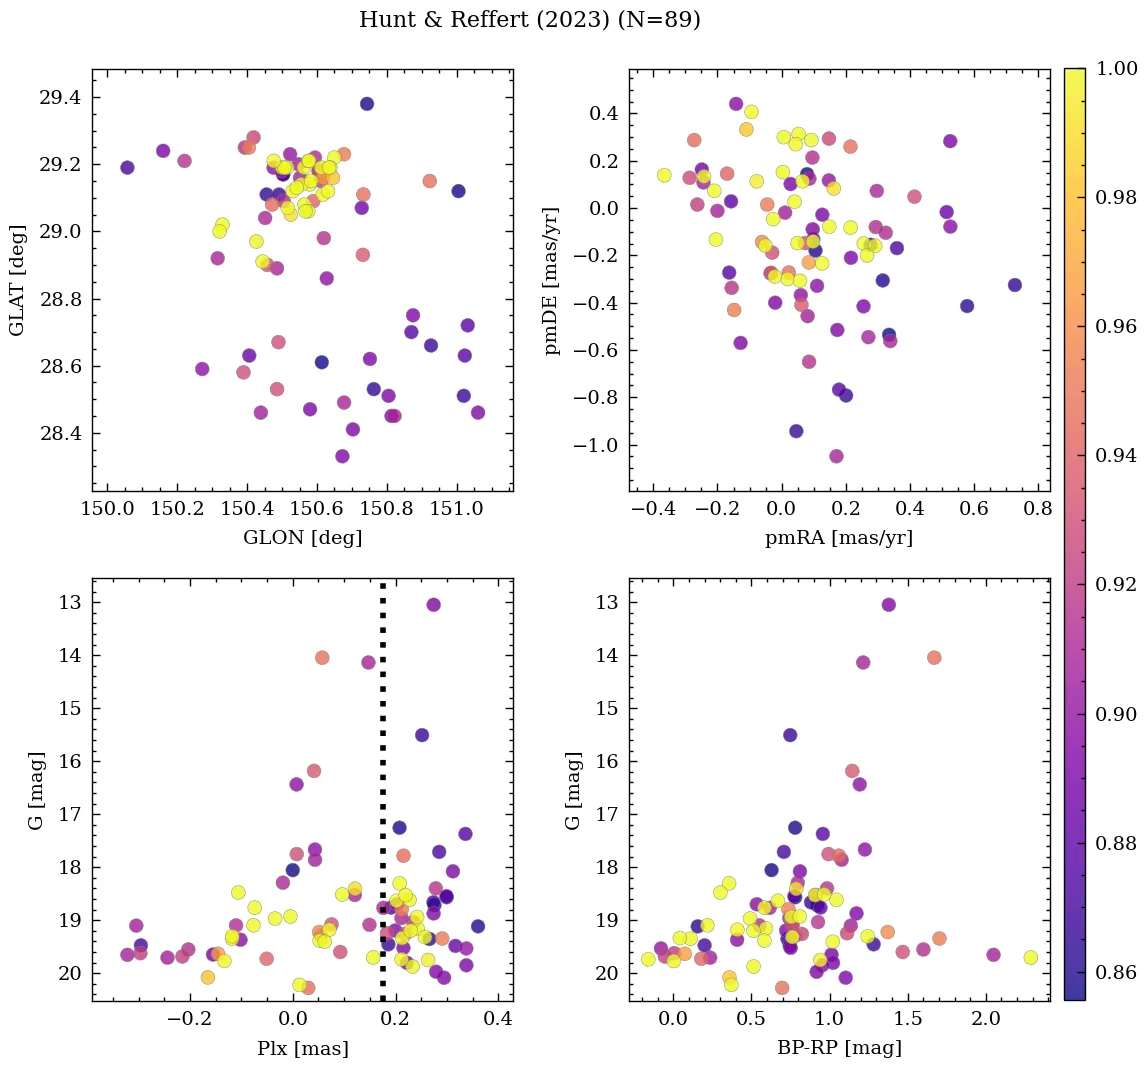 Hunt & Reffert (2023) (N=89)
29.4
29.2
29.0
28.8
28.6
28.4
GLAT [deg]
150.0 150.2 150.4 150.6 150.8 151.0
GLON [deg]
0.4
0.2
0.0
−0.2
−0.4
−0.6
−0.8
−1.0
pmDE [mas/yr]
−0.4 −0.2 0.0 0.2 0.4 0.6 0.8
pmRA [mas/yr]
1.00
0.98
0.96
0.94
0.92
0.90
0.88
0.86
13
14
15
16
17
18
19
20
G [mag]
−0.2 0.0 0.2 0.4
Plx [mas]
13
14
15
16
17
18
19
20
G [mag]
0.0 0.5 1.0 1.5 2.0
BP-RP [mag]